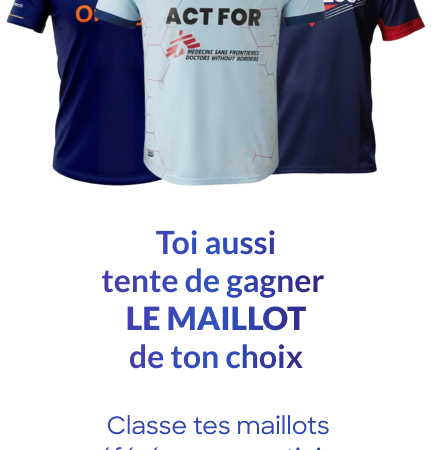 ACT FOR
MEDECINS SANS FRONTIERES
DOCTORS WITHOUT BORDERS
Toi aussi
tente de gagner
LE MAILLOT
de ton choix
Classe tes maillots